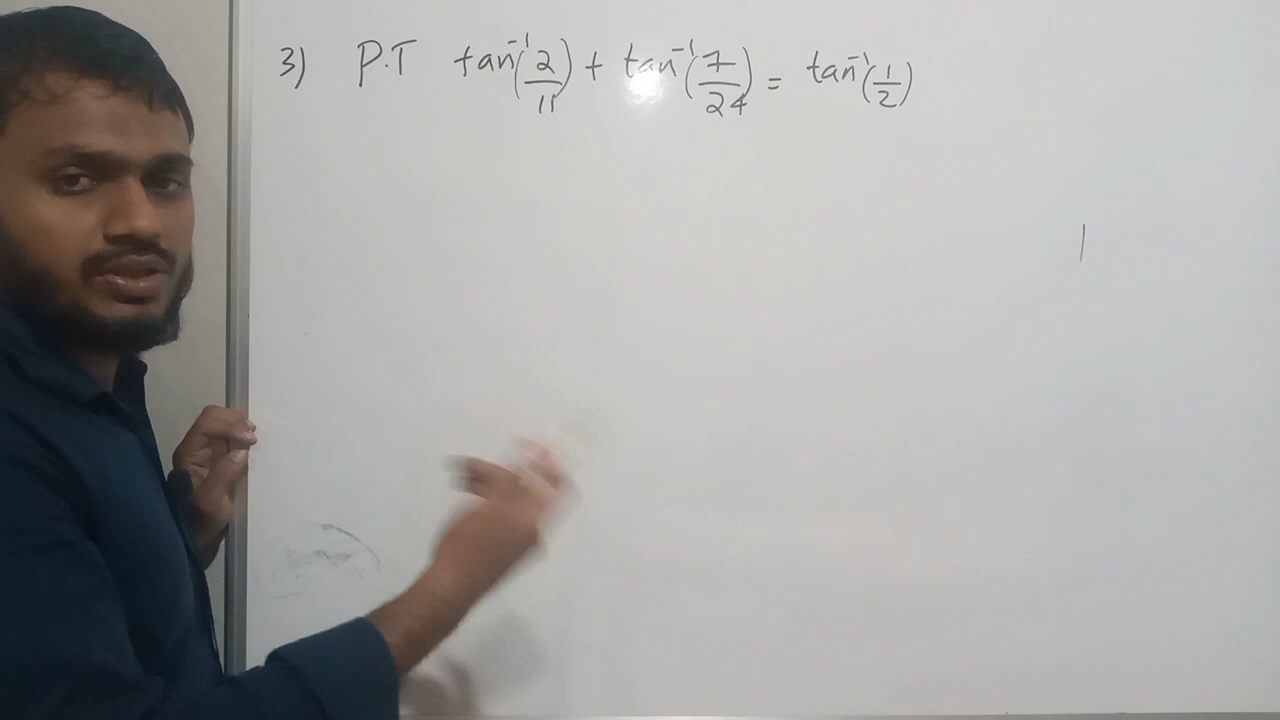 3) P.T tan⁻¹(2/11) + tan⁻¹(7/24) = tan⁻¹(1/2)